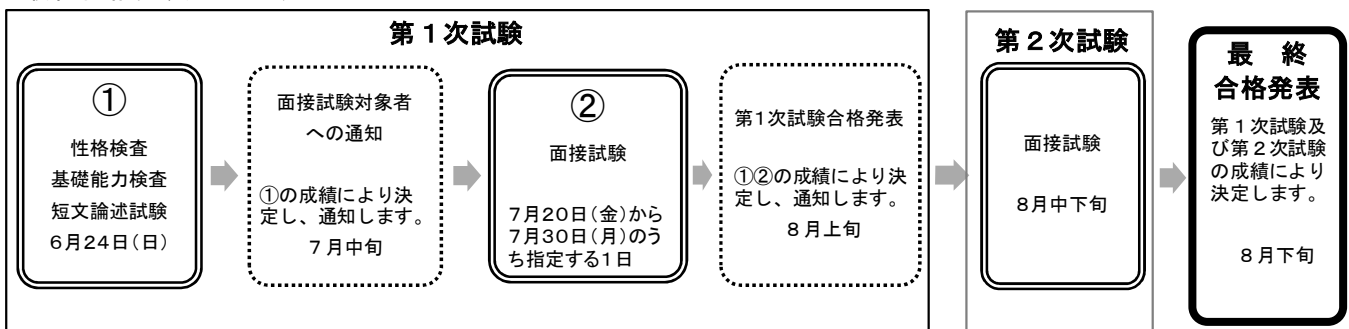 第１次試験
①
性格検査
基礎能力検査
短文論述試験
６月２４日（日）
面接試験対象者
への通知
①の成績により決
定し、通知します。
７月中旬
②
面接試験
７月２０日（金）から
７月３０日（月）のう
ち指定する１日
第１次試験合格発表
①②の成績により決
定し、通知します。
８月上旬
第２次試験
面接試験
８月中下旬
最　終
合格発表
第１次試験及
び第２次試験
の成績により
決定します。
８月下旬